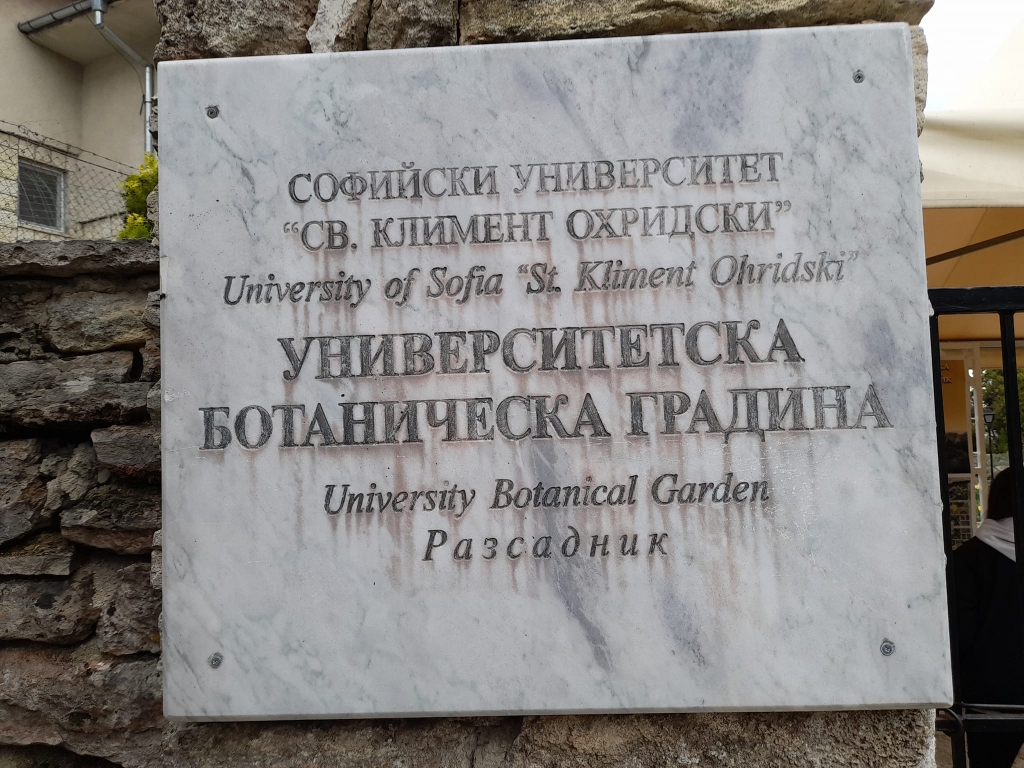 СОФИЙСКИ УНИВЕРСИТЕТ
“СВ. КЛИМЕНТ ОХРИДСКИ”
University of Sofia “St. Kliment Ohridski”
УНИВЕРСИТЕТСКА
БОТАНИЧЕСКА ГРАДИНА
University Botanical Garden
Разсадник